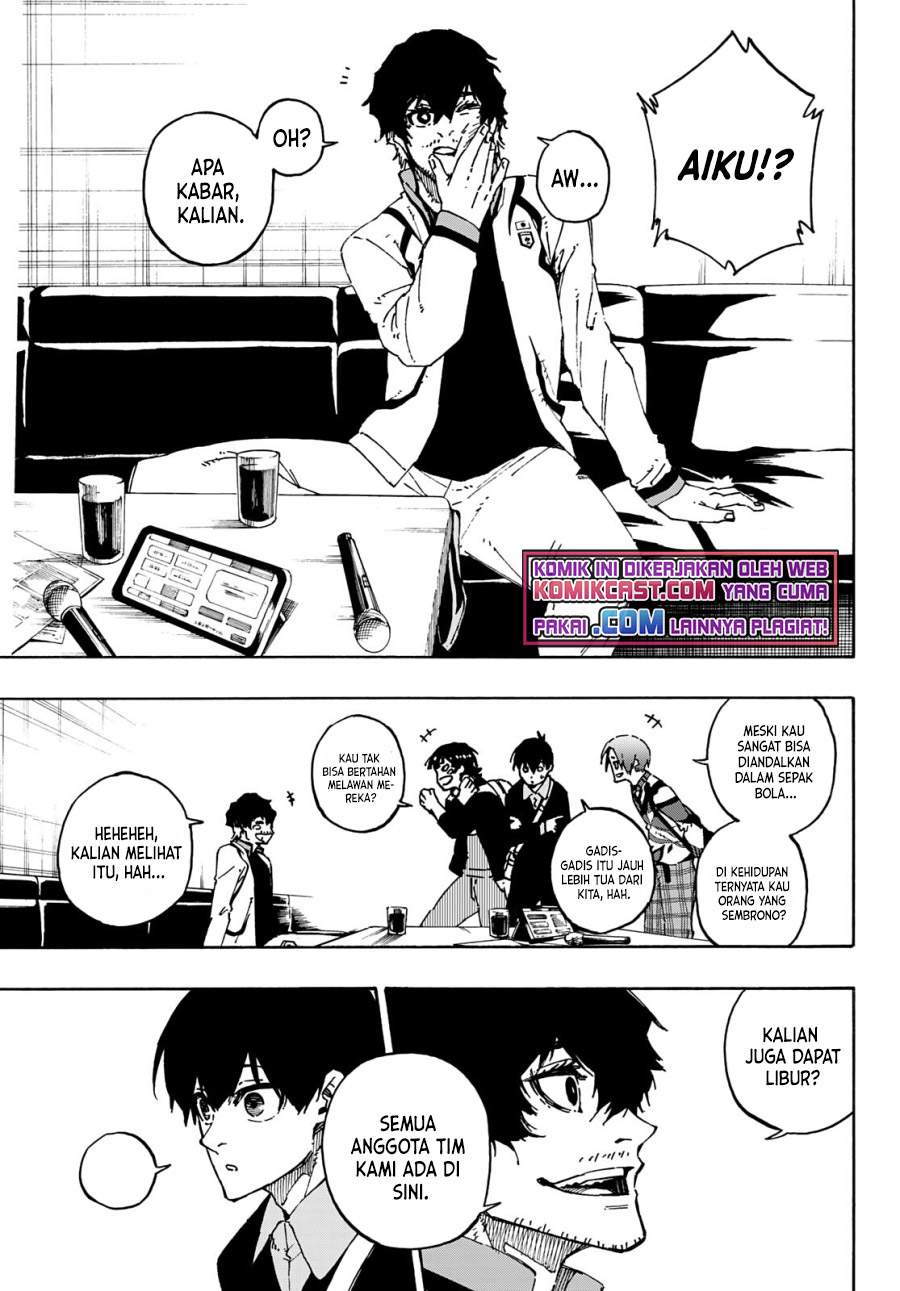 AIKU!?
AW...
OH?
APA
KABAR,
KALIAN.
KOMIK INI DIKERJAKAN OLEH WEB
KOMIKCAST.COM YANG CUMA
PAKAI .COM LAINNYA PLAGIAT!
MESKI KAU
SANGAT BISA
DIANDALKAN
DALAM SEPAK
BOLA...
DI KEHIDUPAN
TERNYATA KAU
ORANG YANG
SEMBRONO?
GADIS-
GADIS ITU JAUH
LEBIH TUA DARI
KITA, HAH.
KAU TAK
BISA BERTAHAN
MELAWAN ME-
REKA?
HEHEHEH,
KALIAN MELIHAT
ITU, HAH...
KALIAN
JUGA DAPAT
LIBUR?
SEMUA
ANGGOTA TIM
KAMI ADA DI
SINI.